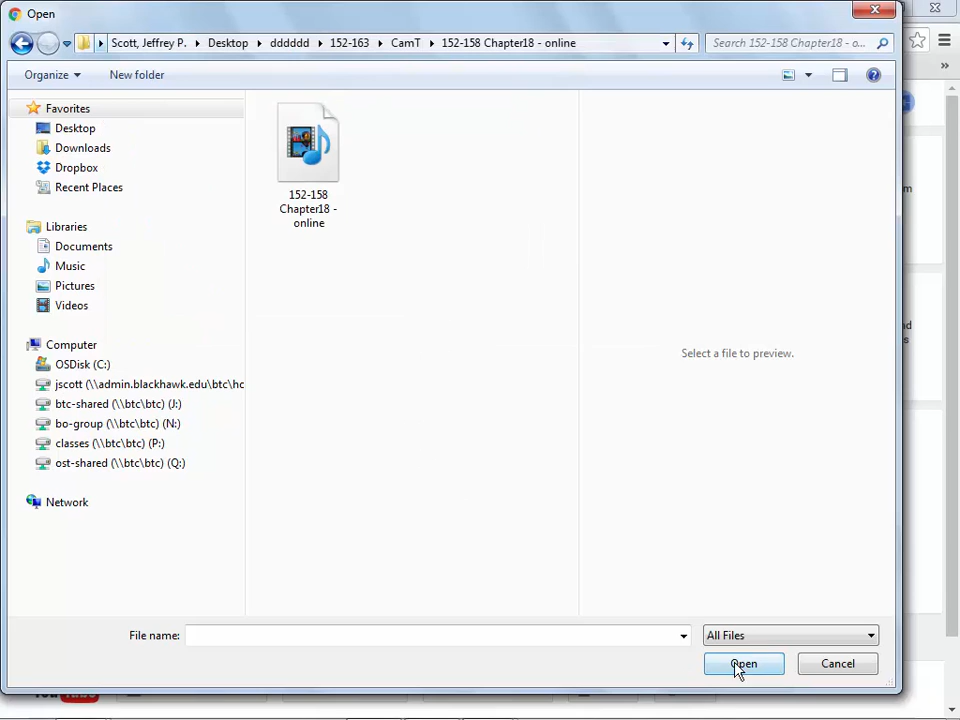 Open
Scott, Jeffrey P. Desktop dddddd 152-163 CamT 152-158 Chapter18 - online
Search 152-158 Chapter18 - o...
Organize New folder
Favorites
Desktop
Downloads
Dropbox
Recent Places
Libraries
Documents
Music
Pictures
Videos
Computer
OSDisk (C:)
jscott (\\admin.blackhawk.edu\btc\hc
btc-shared (\\btc\btc) (J:)
bo-group (\\btc\btc) (N:)
classes (\\btc\btc) (P:)
ost-shared (\\btc\btc) (Q:)
Network
152-158
Chapter18 -
online
Select a file to preview.
File name:
All Files
Open
Cancel